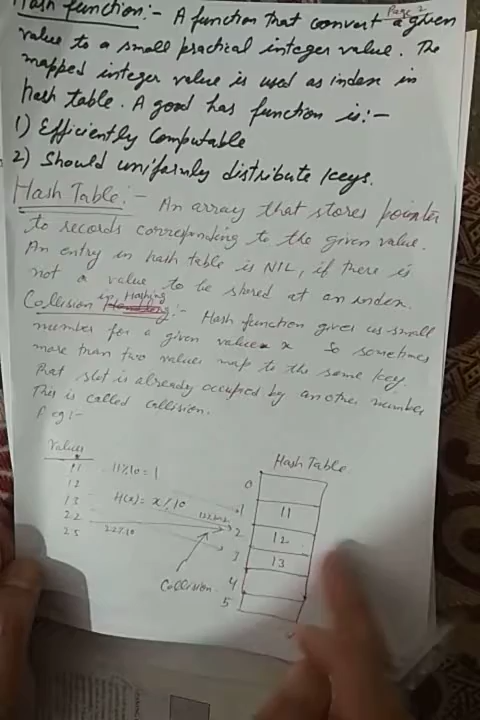 Page 2
Hash function:- A function that convert a given
value to a small practical integer value. The
mapped integer value is used as index in
hash table. A good has function is:-
1) Efficiently Computable
2) Should uniformly distribute keys.
Hash Table:- An array that stores pointer
to records corresponding to the given value.
An entry in hash table is NIL, if there is
not a value to be stored at an index.
Collision in Hashing:- Hash function gives us small
number for a given value x So sometimes
more than two values map to the same key.
that slot is already occupied by another number
This is called collision.
eg:-
Values
11 11%10=1
12
13 H(x)= x%10
22
25 22%10
Collision
Hash Table
0
1 11
2 12
3 13
4
5